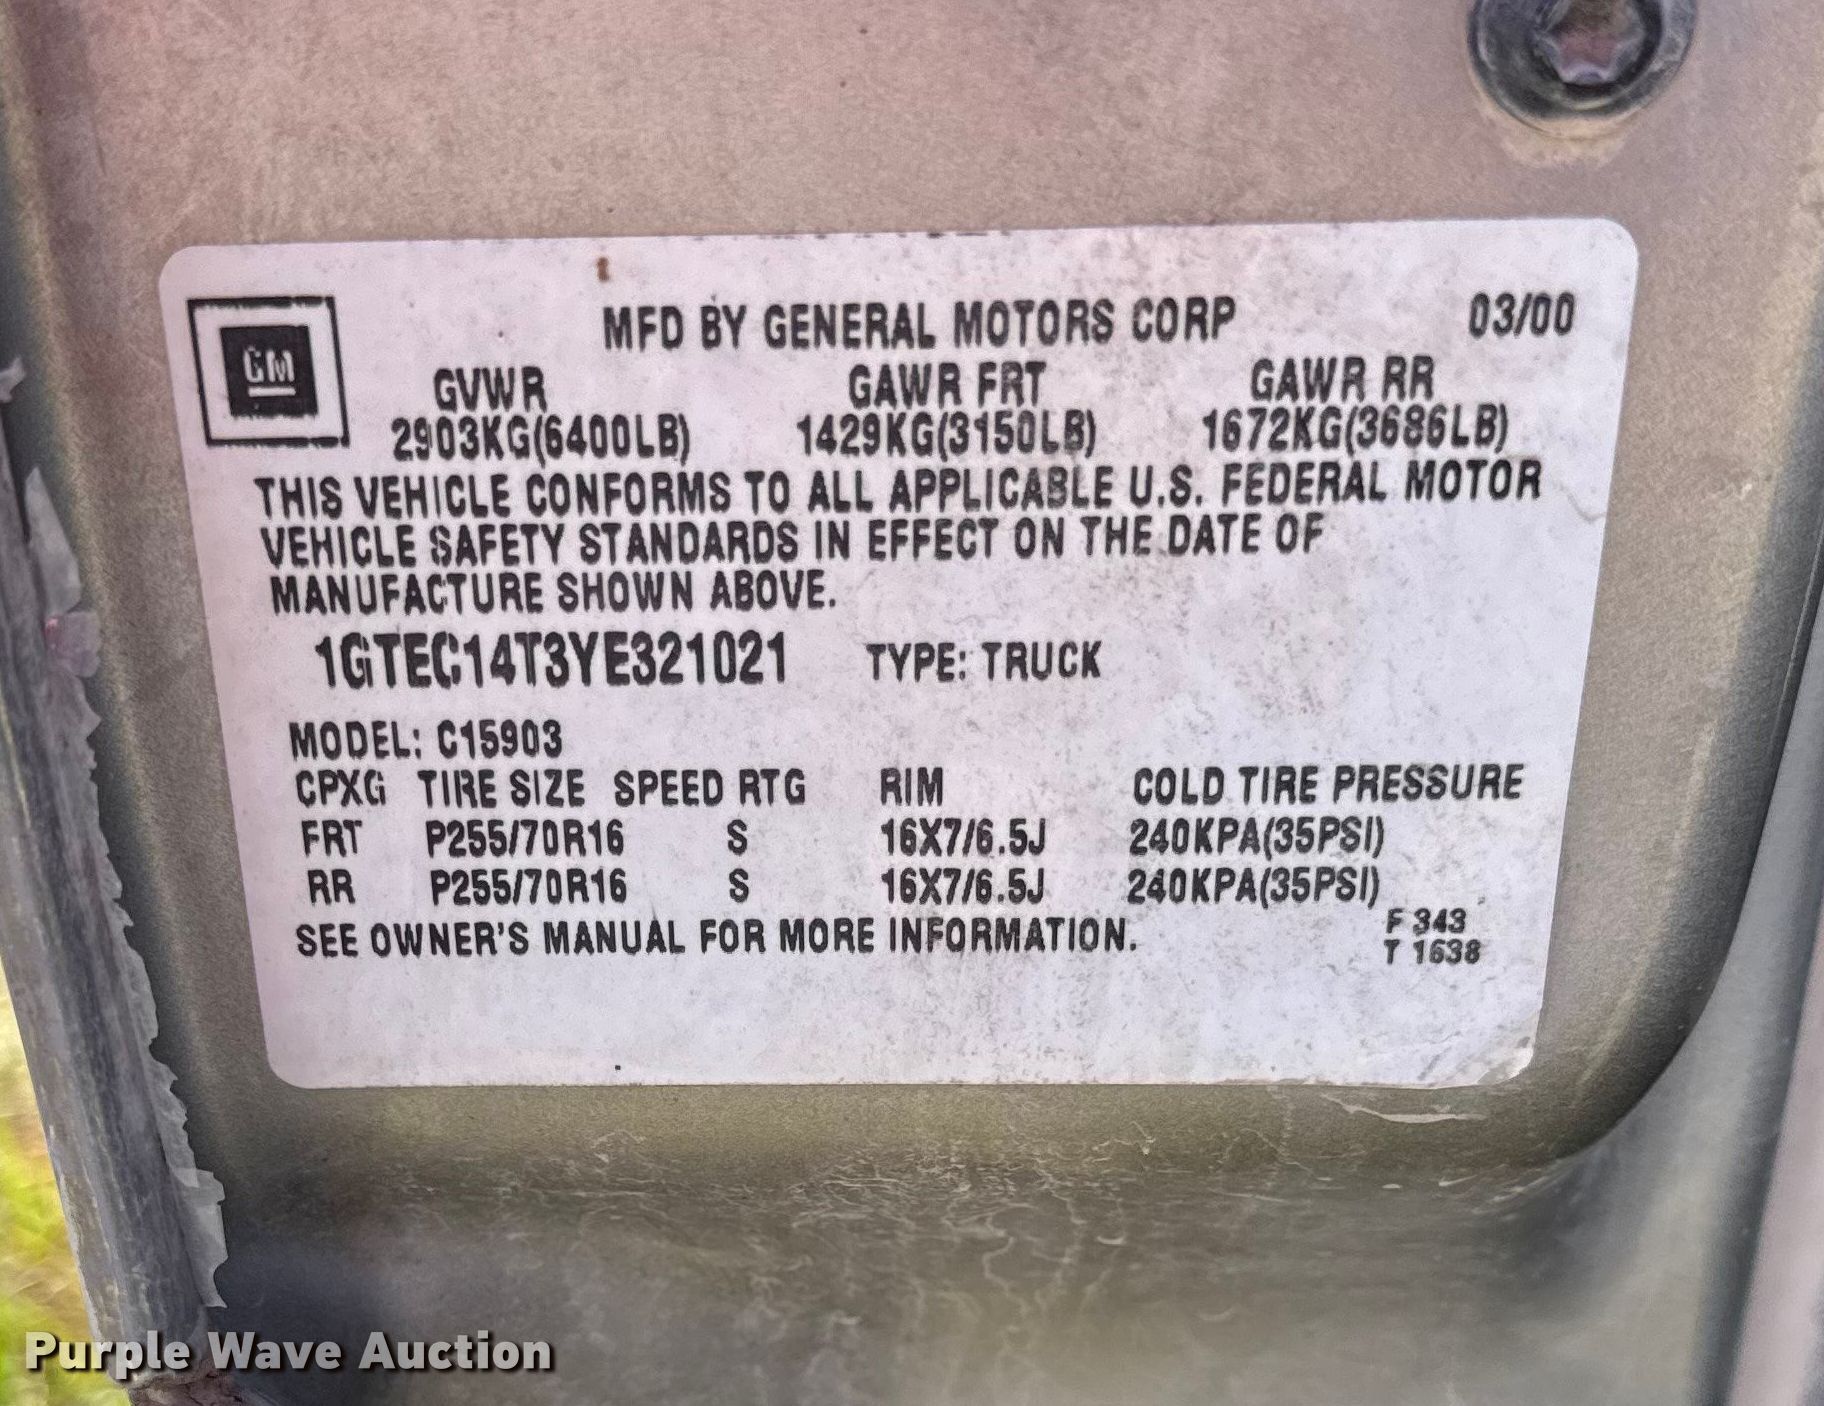 MFD BY GENERAL MOTORS CORP 03/00
GM
GVWR GAWR FRT GAWR RR
2903KG(6400LB) 1429KG(3150LB) 1672KG(3686LB)
THIS VEHICLE CONFORMS TO ALL APPLICABLE U.S. FEDERAL MOTOR
VEHICLE SAFETY STANDARDS IN EFFECT ON THE DATE OF
MANUFACTURE SHOWN ABOVE.
1GTEC14T3YE321021 TYPE: TRUCK
MODEL: C15903
CPXG TIRE SIZE SPEED RTG RIM COLD TIRE PRESSURE
FRT P255/70R16 S 16X7/6.5J 240KPA(35PSI)
RR P255/70R16 S 16X7/6.5J 240KPA(35PSI)
SEE OWNER'S MANUAL FOR MORE INFORMATION. F 343
T 1638
Purple Wave Auction